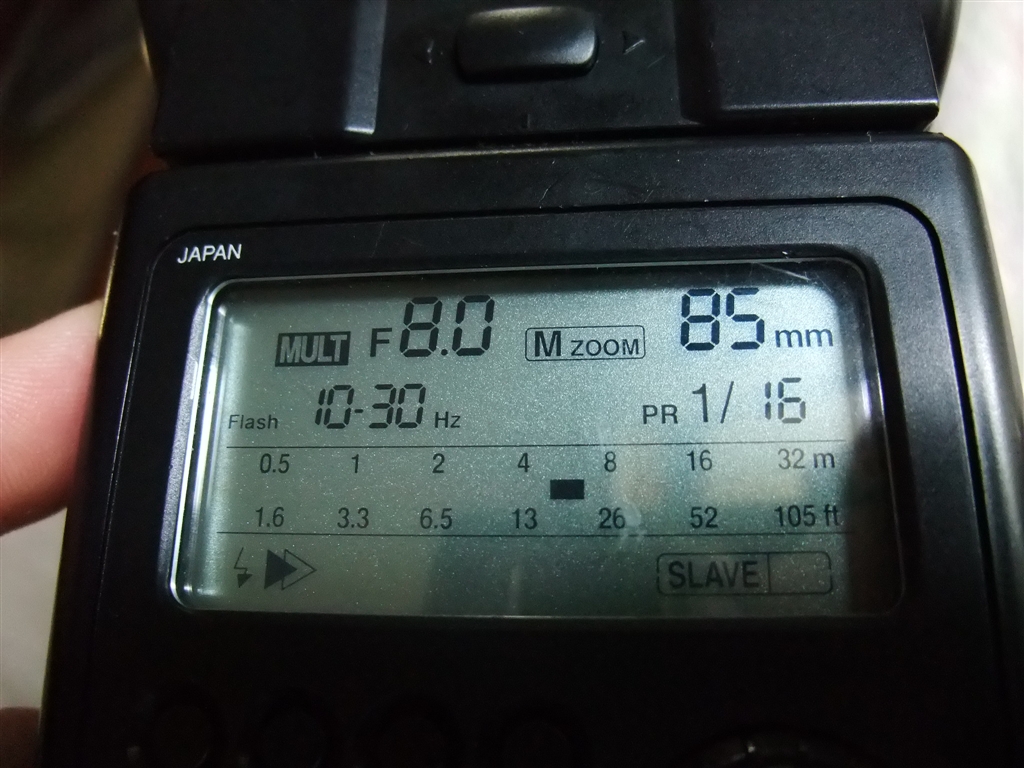 JAPAN
MULT F 8.0 M ZOOM 85 mm
Flash 10-30 Hz PR 1/16
0.5 1 2 4 8 16 32 m
1.6 3.3 6.5 13 26 52 105 ft
SLAVE